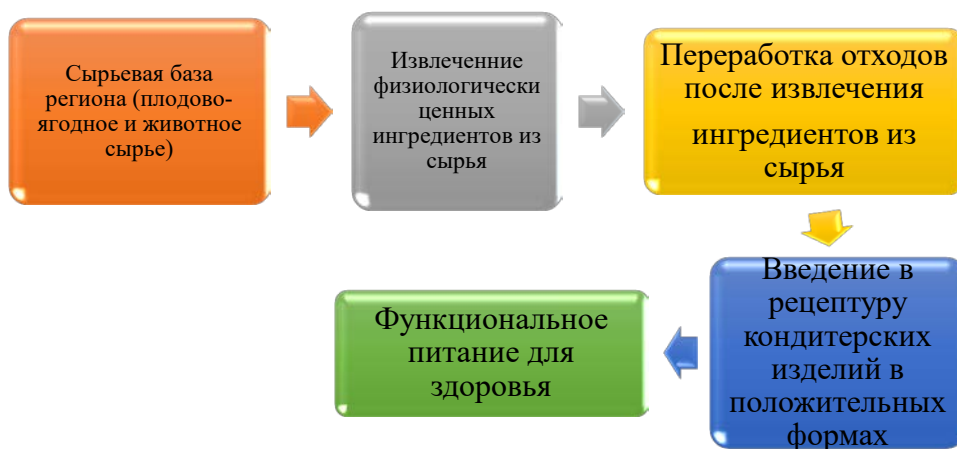 Сырьевая база
региона (плодово-
ягодное и животное
сырье)
Извлеченние
физиологически
ценных
ингредиентов из
сырья
Переработка отходов
после извлечения
ингредиентов из
сырья
Введение в
рецептуру
кондитерских
изделий в
положительных
формах
Функциональное
питание для
здоровья